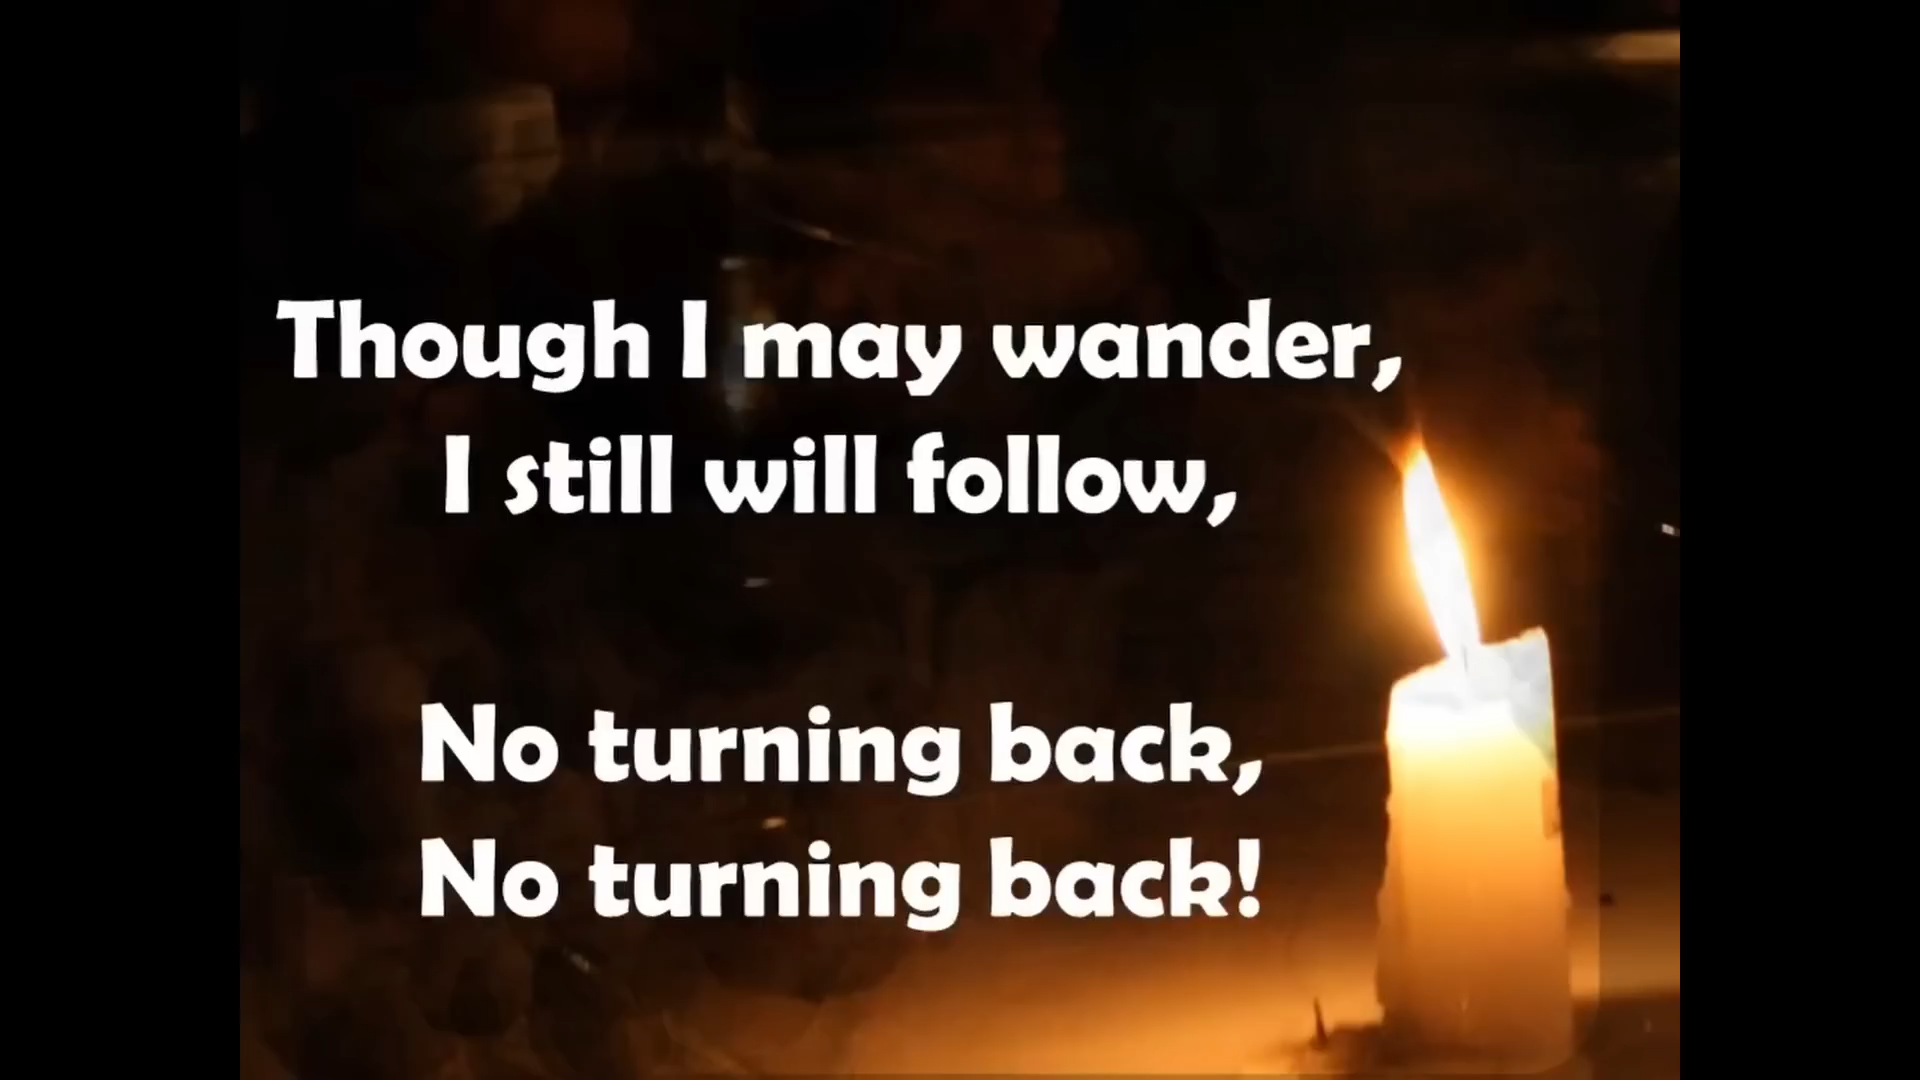 Though I may wander,
I still will follow,
No turning back,
No turning back!